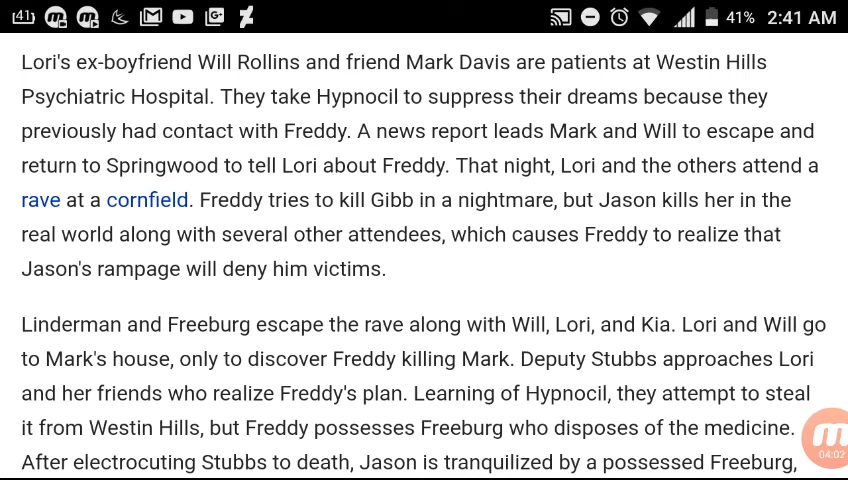 41 41% 2:41 AM
Lori's ex-boyfriend Will Rollins and friend Mark Davis are patients at Westin Hills
Psychiatric Hospital. They take Hypnocil to suppress their dreams because they
previously had contact with Freddy. A news report leads Mark and Will to escape and
return to Springwood to tell Lori about Freddy. That night, Lori and the others attend a
rave at a cornfield. Freddy tries to kill Gibb in a nightmare, but Jason kills her in the
real world along with several other attendees, which causes Freddy to realize that
Jason's rampage will deny him victims.
Linderman and Freeburg escape the rave along with Will, Lori, and Kia. Lori and Will go
to Mark's house, only to discover Freddy killing Mark. Deputy Stubbs approaches Lori
and her friends who realize Freddy's plan. Learning of Hypnocil, they attempt to steal
it from Westin Hills, but Freddy possesses Freeburg who disposes of the medicine.
After electrocuting Stubbs to death, Jason is tranquilized by a possessed Freeburg,
04:02